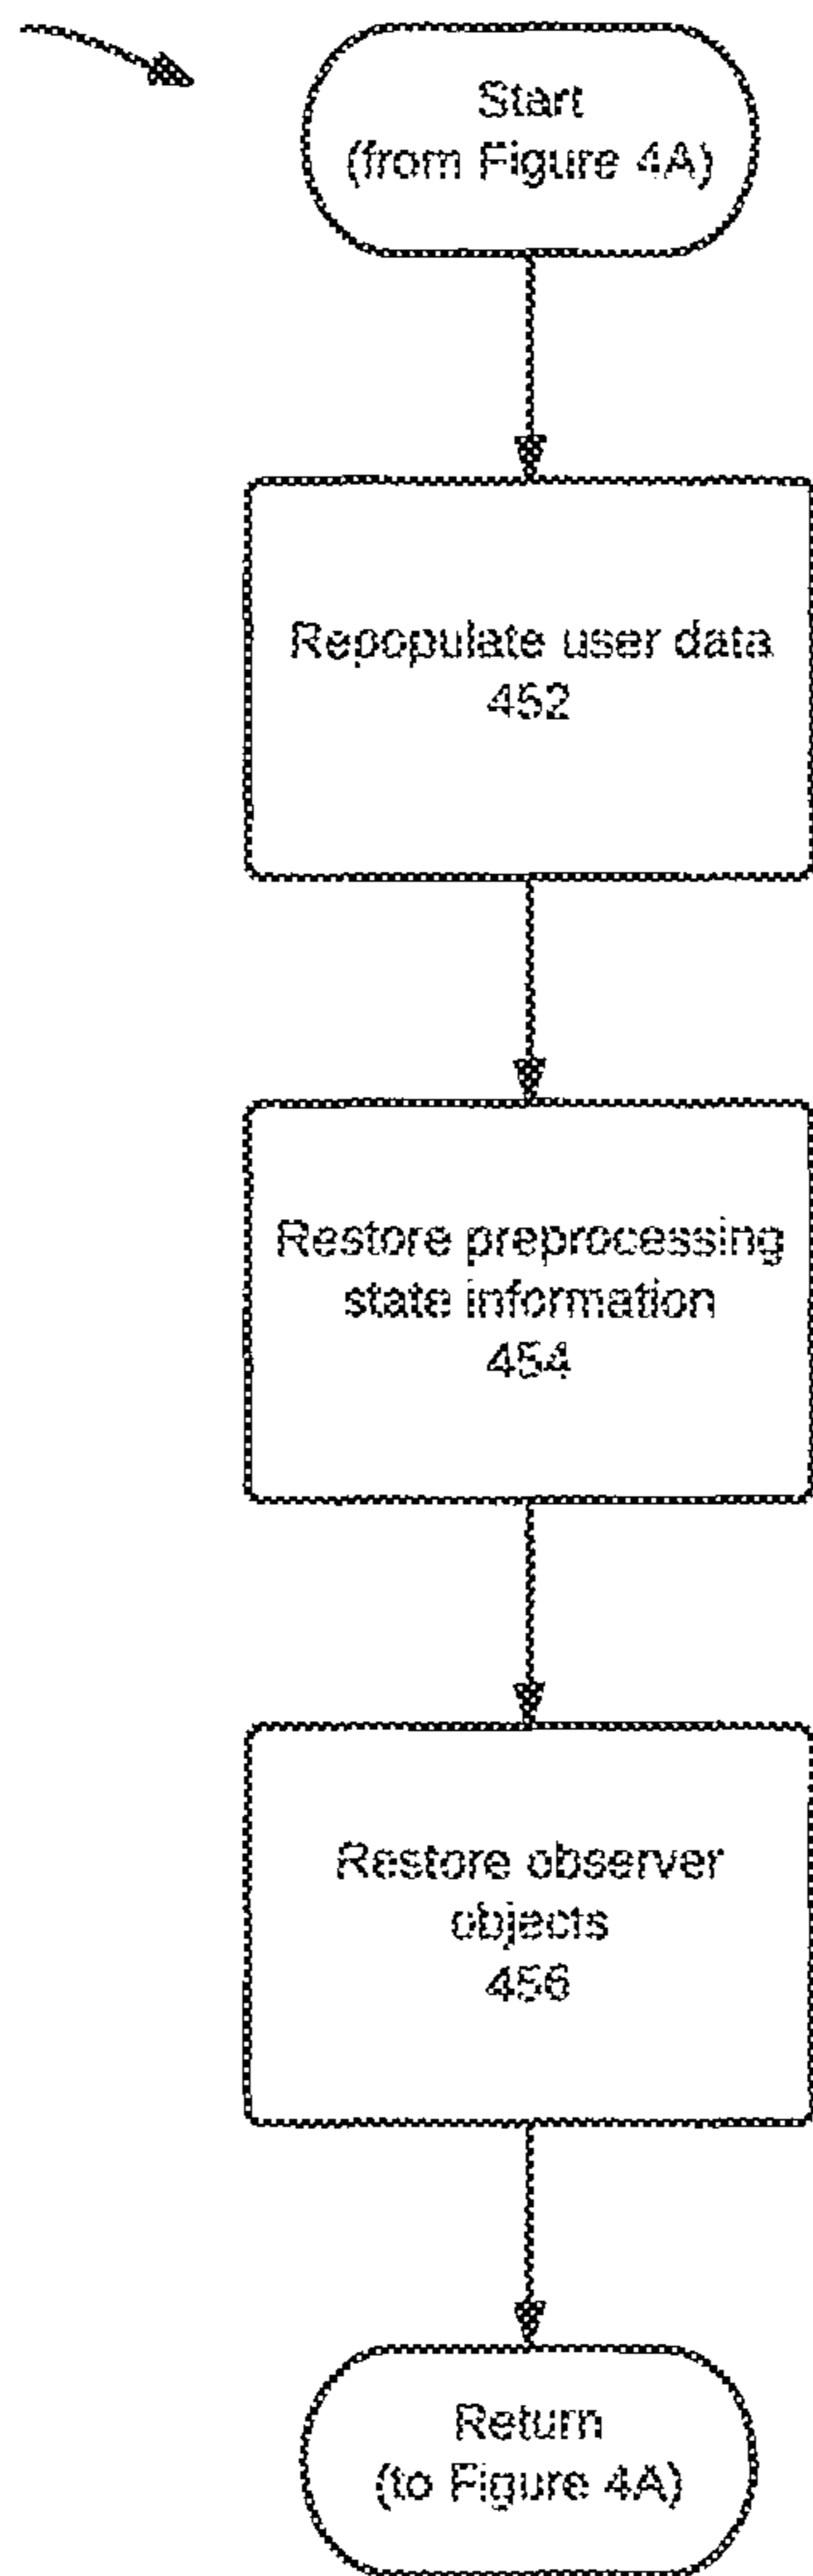 Start
(from Figure 4A)
Repopulate user data
452
Restore preprocessing
state information
454
Restore observer
objects
456
Return
(to Figure 4A)